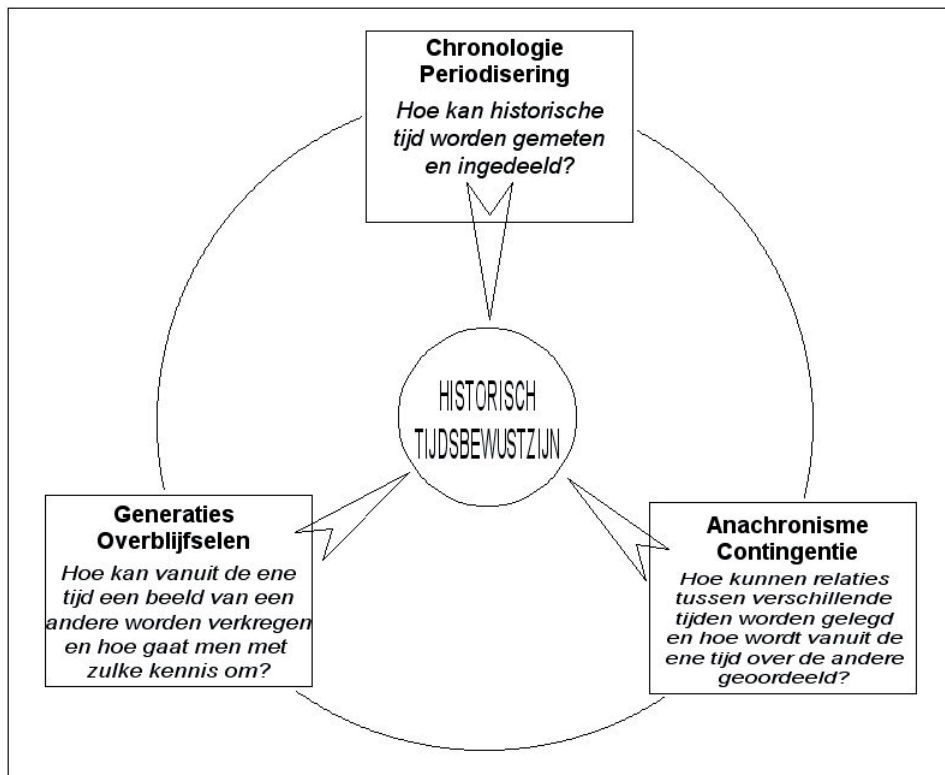 Chronologie
Periodisering
Hoe kan historische
tijd worden gemeten
en ingedeeld?
HISTORISCH
TIJDSBEWUSTZIJN
Generaties
Overblijfselen
Hoe kan vanuit de ene
tijd een beeld van een
andere worden verkregen
en hoe gaat men met
zulke kennis om?
Anachronisme
Contingentie
Hoe kunnen relaties
tussen verschillende
tijden worden gelegd
en hoe wordt vanuit de
ene tijd over de andere
geoordeeld?